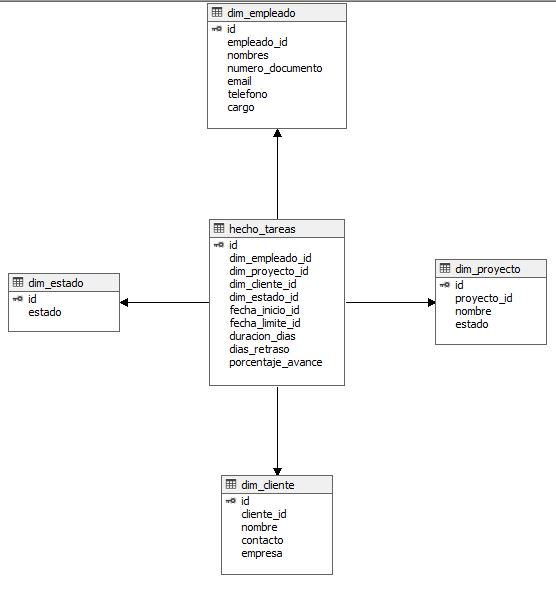 dim_empleado
id
empleado_id
nombres
numero_documento
email
telefono
cargo
hecho_tareas
id
dim_empleado_id
dim_proyecto_id
dim_cliente_id
dim_estado_id
fecha_inicio_id
fecha_limite_id
duracion_dias
dias_retraso
porcentaje_avance
dim_estado
id
estado
dim_proyecto
id
proyecto_id
nombre
estado
dim_cliente
id
cliente_id
nombre
contacto
empresa